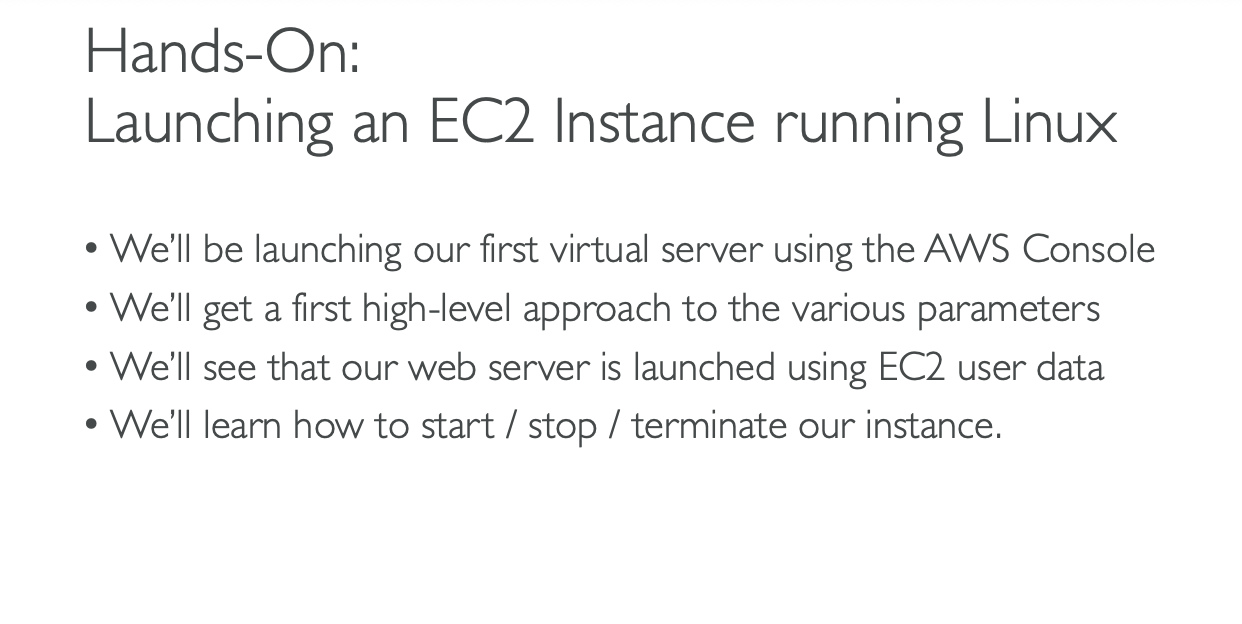 Hands-On:
Launching an EC2 Instance running Linux
• We’ll be launching our first virtual server using the AWS Console
• We’ll get a first high-level approach to the various parameters
• We’ll see that our web server is launched using EC2 user data
• We’ll learn how to start / stop / terminate our instance.